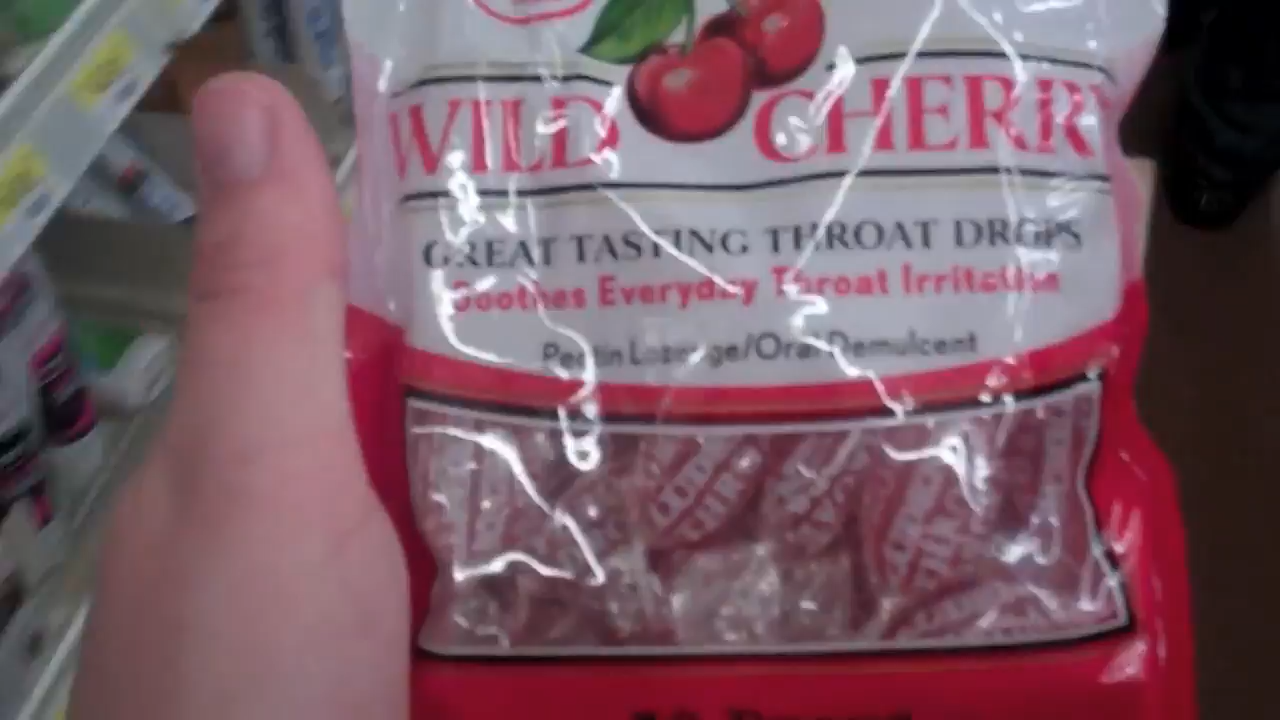 WILD CHERRY
GREAT TASTING THROAT DROPS
Soothes Everyday Throat Irritation
Pectin Lozenge/Oral Demulcent